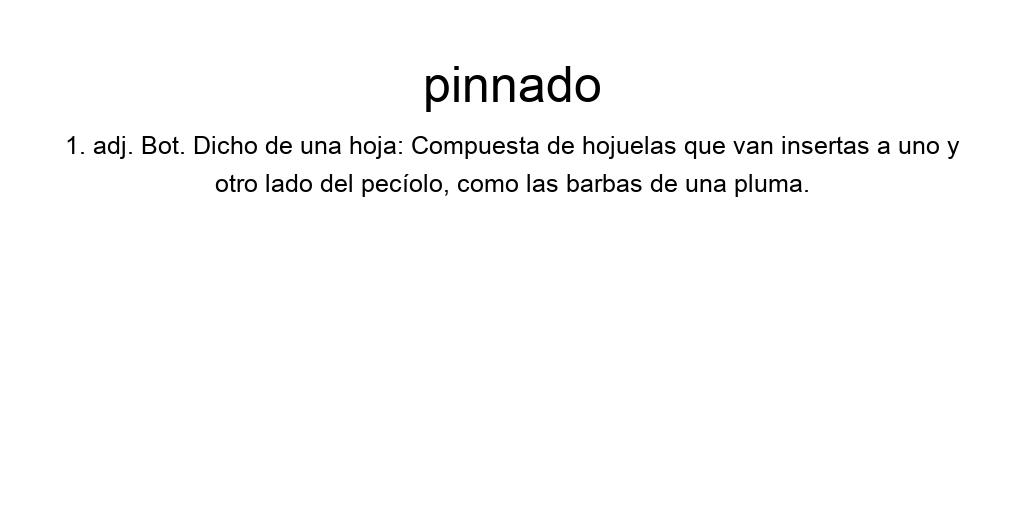 pinnado
1. adj. Bot. Dicho de una hoja: Compuesta de hojuelas que van insertas a uno y
otro lado del pecíolo, como las barbas de una pluma.